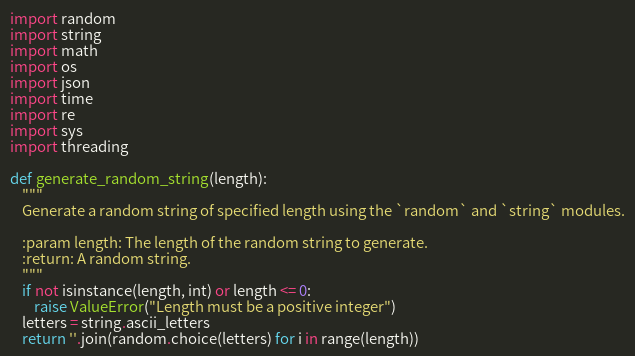 import random
import string
import math
import os
import json
import time
import re
import sys
import threading

def generate_random_string(length):
    """
    Generate a random string of specified length using the `random` and `string` modules.

    :param length: The length of the random string to generate.
    :return: A random string.
    """
    if not isinstance(length, int) or length <= 0:
        raise ValueError("Length must be a positive integer")
    letters = string.ascii_letters
    return ''.join(random.choice(letters) for i in range(length))